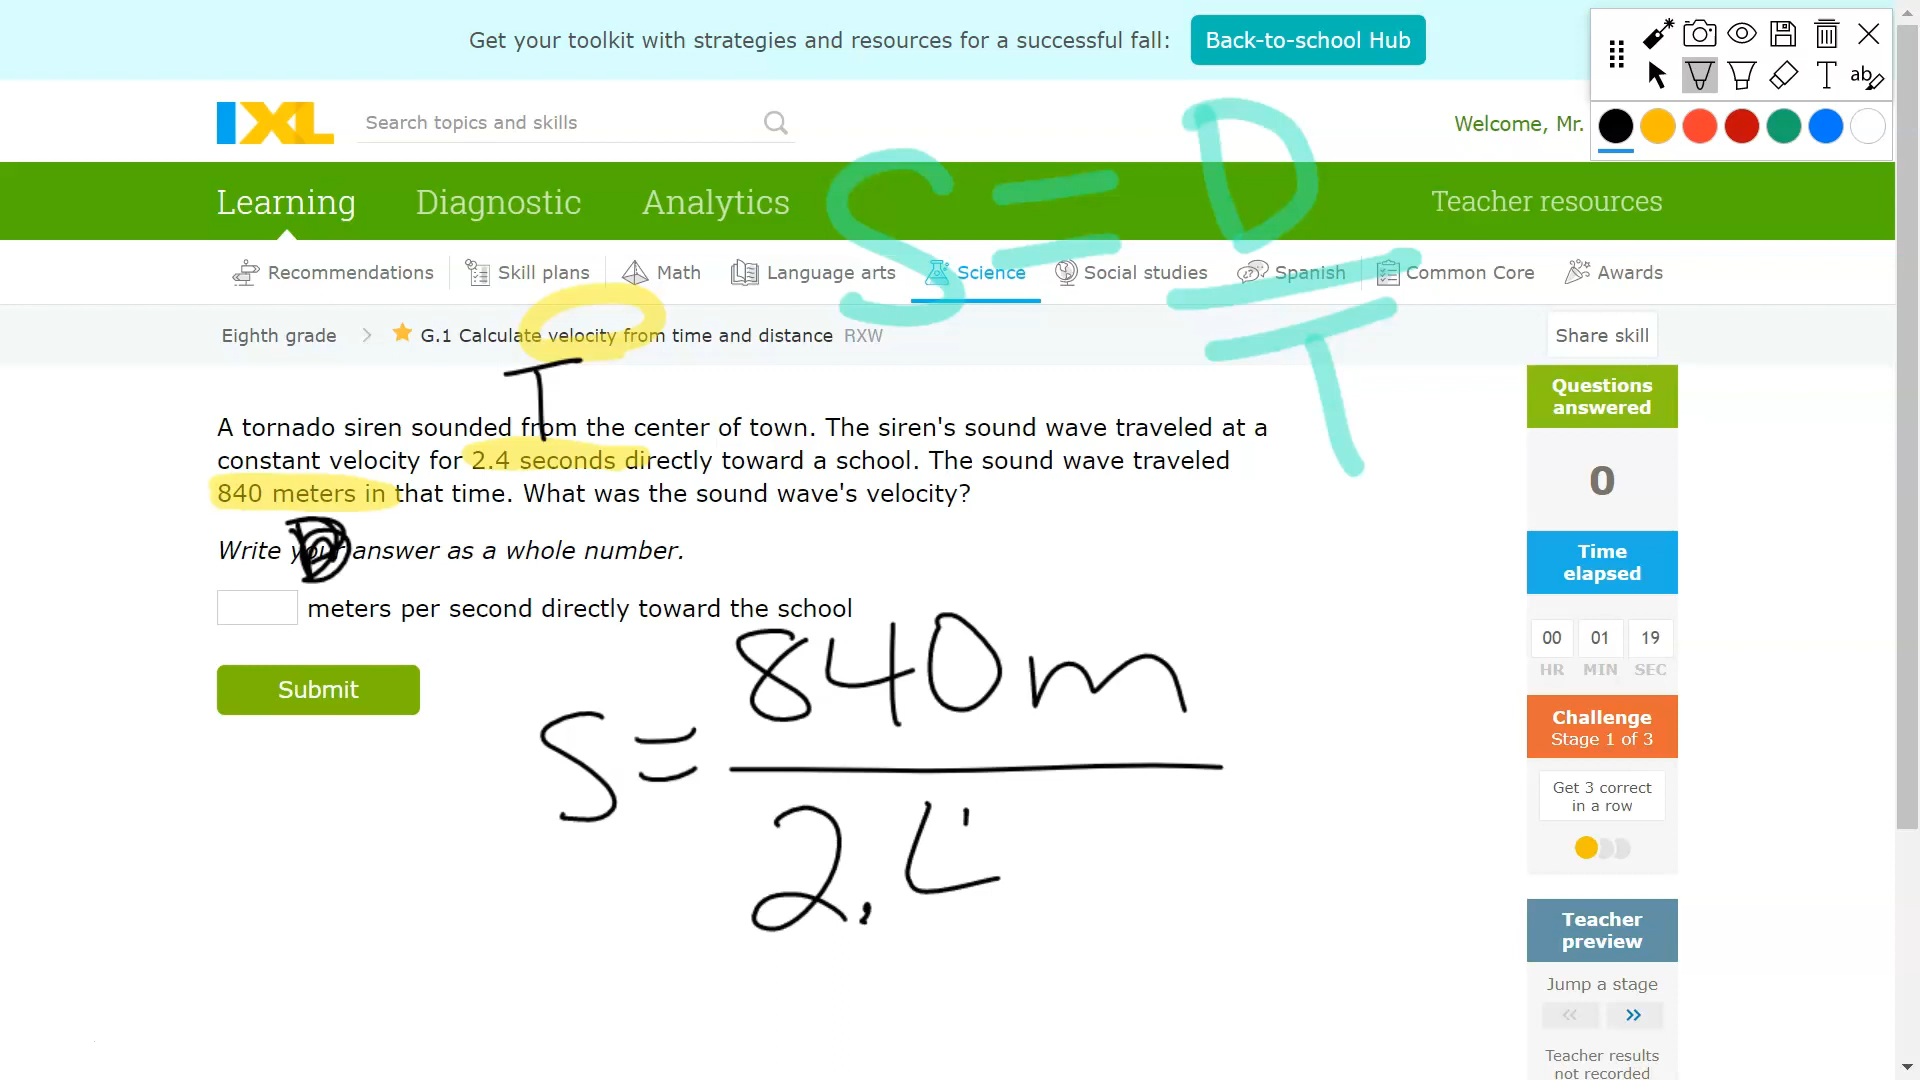 Get your toolkit with strategies and resources for a successful fall: Back-to-school Hub
IXL
Search topics and skills
Welcome, Mr.
T ab
Learning Diagnostic Analytics Teacher resources
S = D
T
Recommendations Skill plans Math Language arts Science Social studies Spanish Common Core Awards
Eighth grade > G.1 Calculate velocity from time and distance RXW
Share skill
T
A tornado siren sounded from the center of town. The siren's sound wave traveled at a
constant velocity for 2.4 seconds directly toward a school. The sound wave traveled
840 meters in that time. What was the sound wave's velocity?
D
Write your answer as a whole number.
meters per second directly toward the school
Submit
S = 840 m
2.4
Questions
answered
0
Time
elapsed
00 01 19
HR MIN SEC
Challenge
Stage 1 of 3
Get 3 correct
in a row
Teacher
preview
Jump a stage
<< >>
Teacher results
not recorded